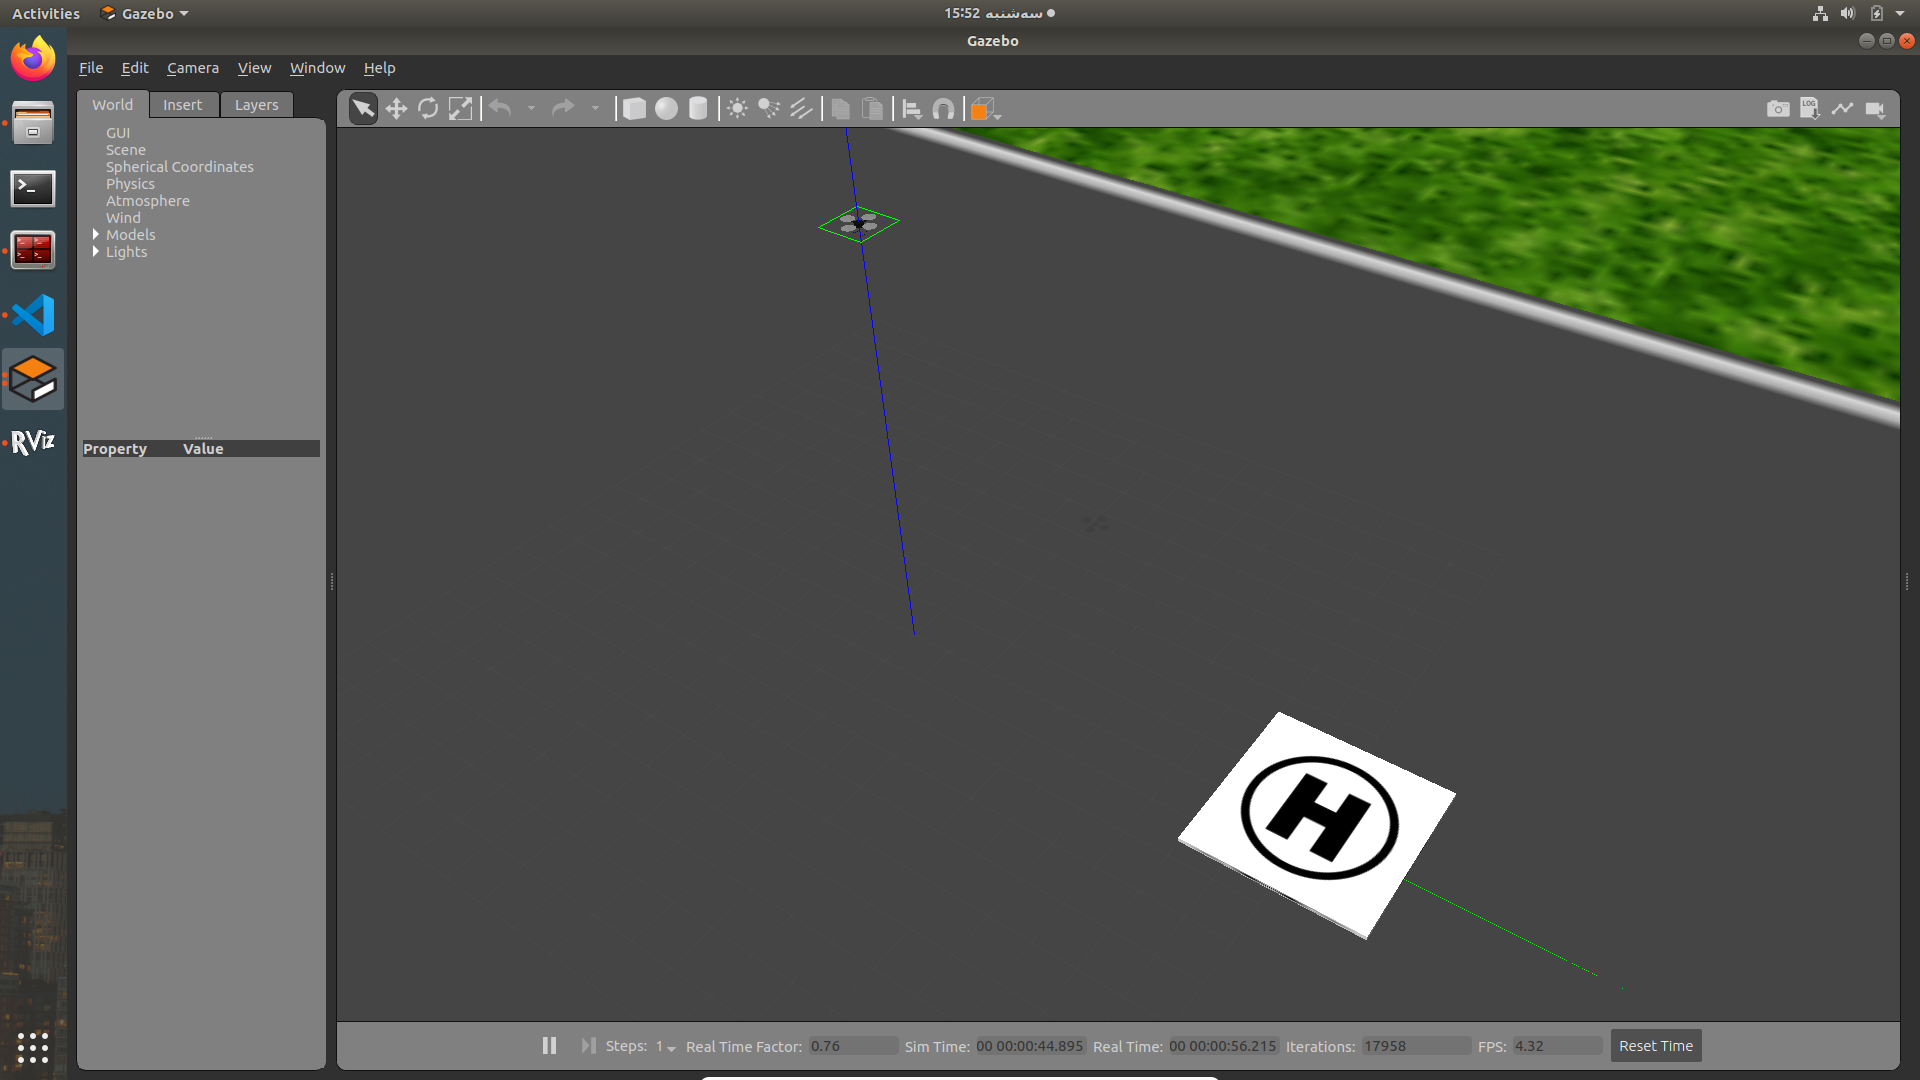 Activities
Gazebo
سه‌شنبه 15:52
Gazebo
File Edit Camera View Window Help
World Insert Layers
GUI
Scene
Spherical Coordinates
Physics
Atmosphere
Wind
Models
Lights
Property Value
LOG
RViz
H
Steps: 1 Real Time Factor: 0.76 Sim Time: 00 00:00:44.895 Real Time: 00 00:00:56.215 Iterations: 17958 FPS: 4.32 Reset Time